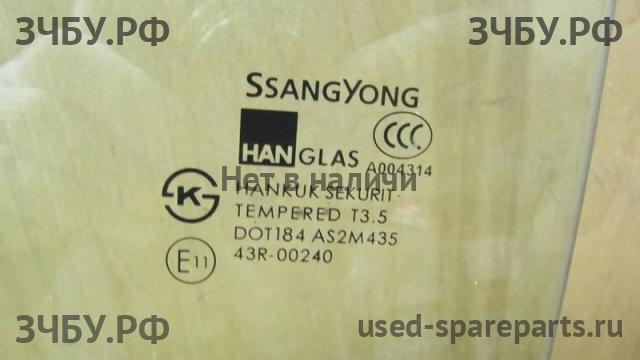 ЗЧБУ.РФ ЗЧБУ.РФ
SSANGYONG
HANGLAS CCC
A004314
Нет в наличии
K HANKUK SEKURIT
TEMPERED T3.5
DOT184 AS2M435
E11 43R-00240
ЗЧБУ.РФ used-spareparts.ru